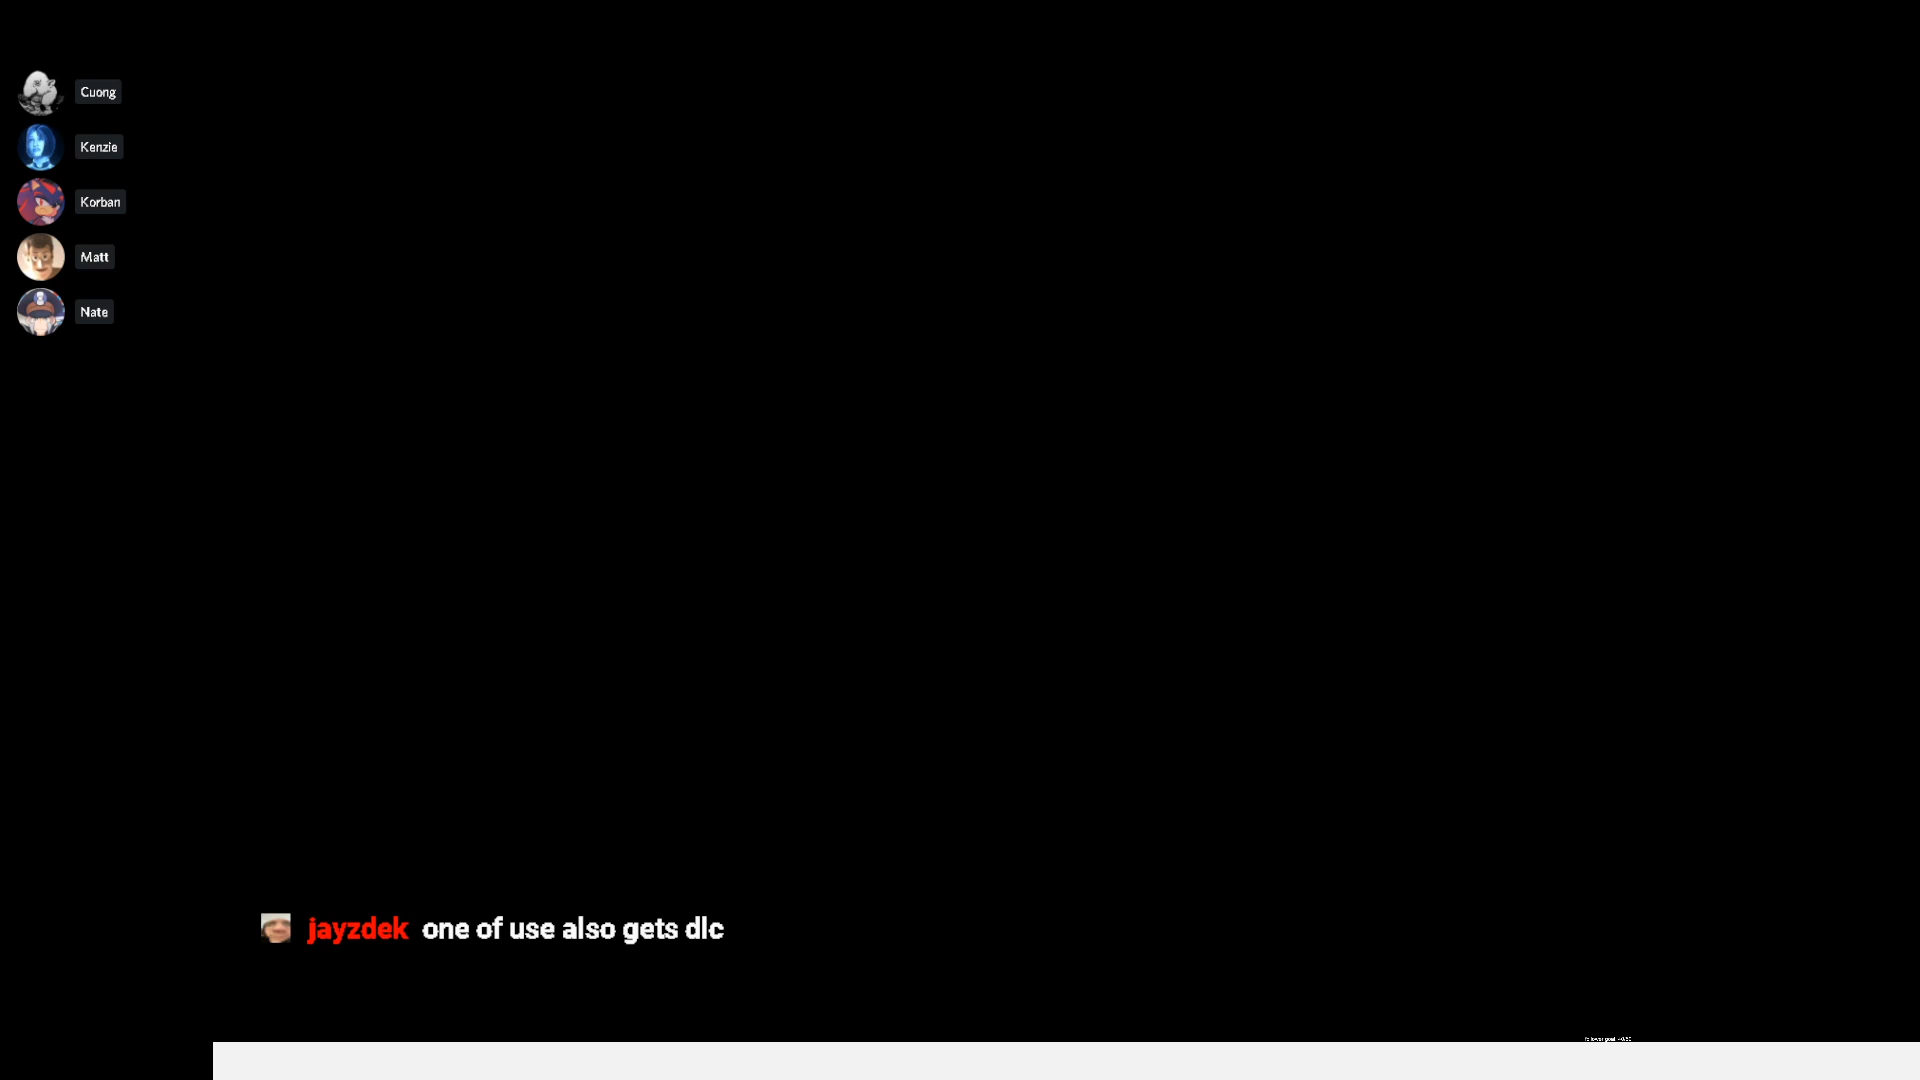 Cuong
Kenzie
Korban
Matt
Nate
jayzdek one of use also gets dlc